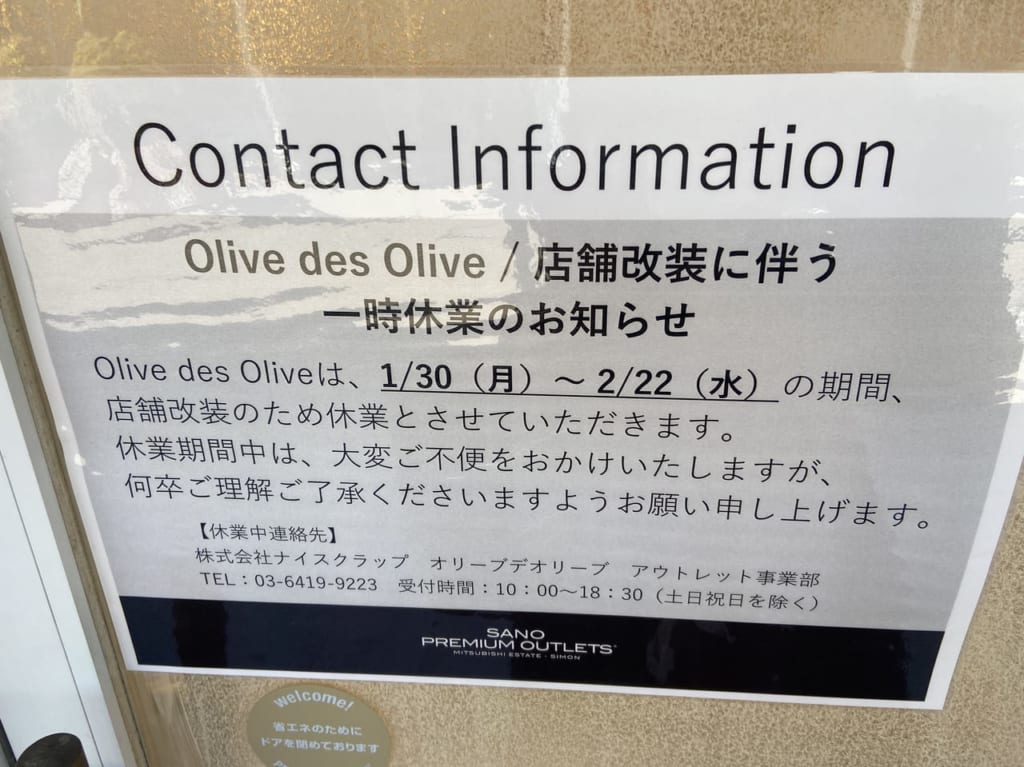 Contact Information
Olive des Olive / 店舗改装に伴う
一時休業のお知らせ
Olive des Oliveは、1/30（月）～2/22（水）の期間、
店舗改装のため休業とさせていただきます。
休業期間中は、大変ご不便をおかけいたしますが、
何卒ご理解ご了承くださいますようお願い申し上げます。
【休業中連絡先】
株式会社ナイスクラップ　オリーブデオリーブ　アウトレット事業部
TEL：03-6419-9223　受付時間：10：00～18：30（土日祝日を除く）
SANO
PREMIUM OUTLETS®
MITSUBISHI ESTATE · SIMON
welcome!
省エネのために
ドアを閉めております